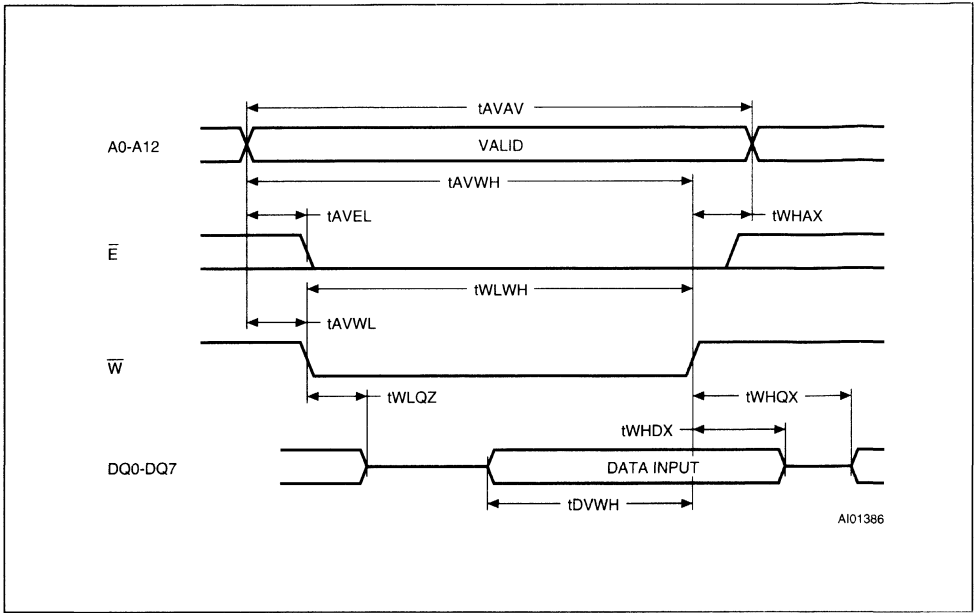 tAVAV
A0-A12
VALID
tAVWH
tAVEL
tWHAX
E̅
tWLWH
tAVWL
W̅
tWLQZ
tWHQX
tWHDX
DQ0-DQ7
DATA INPUT
tDVWH
AI01386